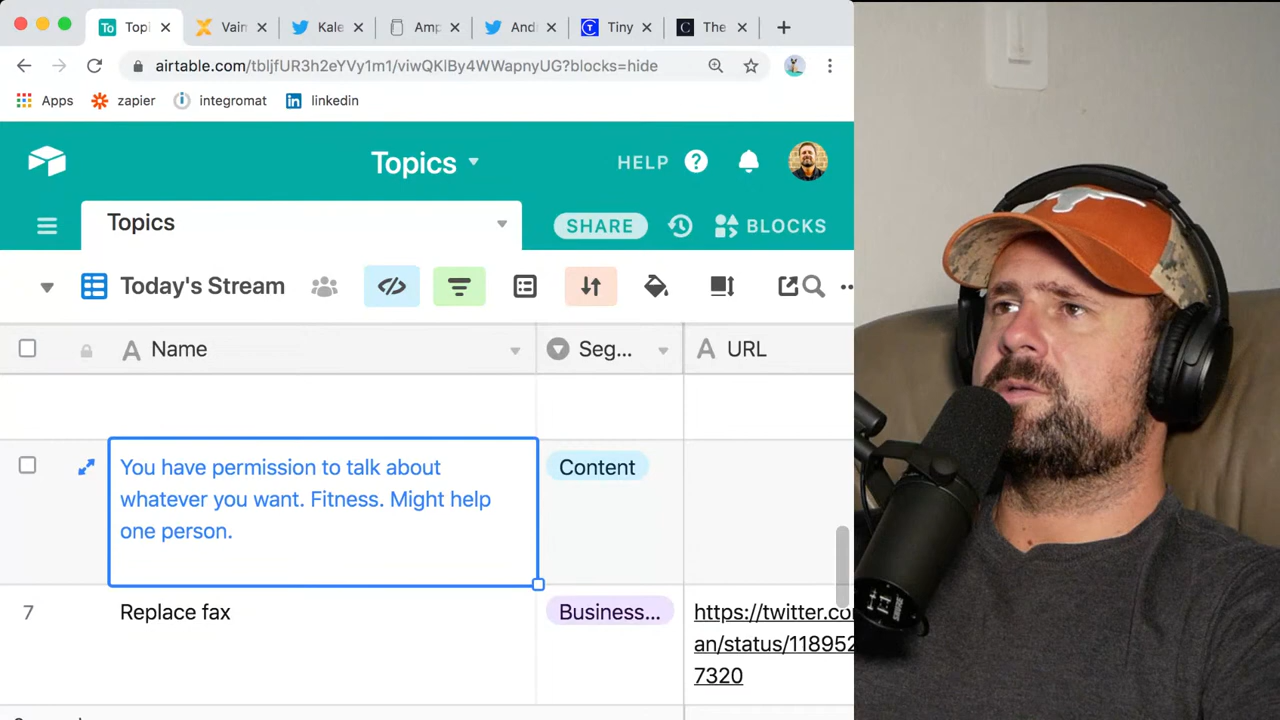 To Topi × Vain × Kale × Amp × And × T Tiny × C The × +
airtable.com/tbljfUR3h2eYVy1m1/viwQKlBy4WWapnyUG?blocks=hide
Apps zapier integromat linkedin
Topics HELP ?
Topics SHARE BLOCKS
Today's Stream
A Name Seg... A URL
You have permission to talk about
whatever you want. Fitness. Might help
one person.
Content
7 Replace fax Business... https://twitter.co
an/status/118952
7320